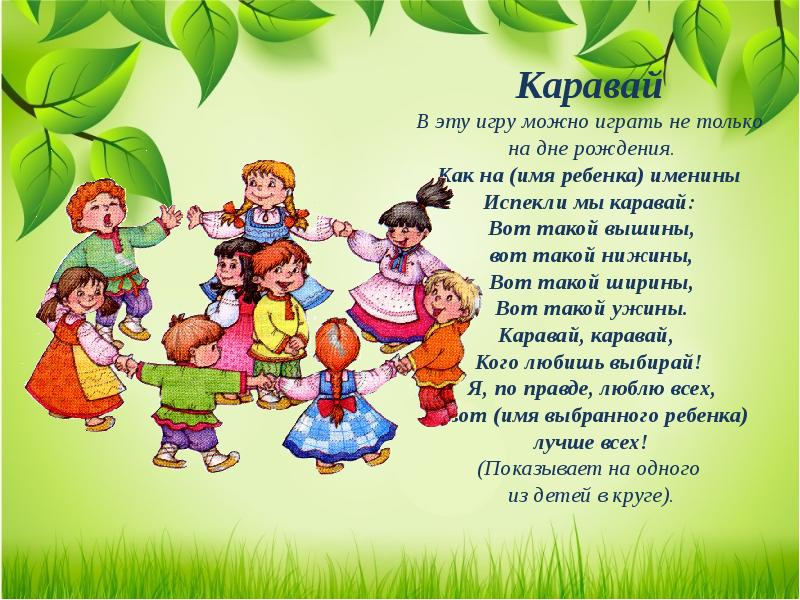 Каравай
В эту игру можно играть не только
на дне рождения.
Как на (имя ребенка) именины
Испекли мы каравай:
Вот такой вышины,
вот такой нижины,
Вот такой ширины,
Вот такой ужины.
Каравай, каравай,
Кого любишь выбирай!
Я, по правде, люблю всех,
вот (имя выбранного ребенка)
лучше всех!
(Показывает на одного
из детей в круге).